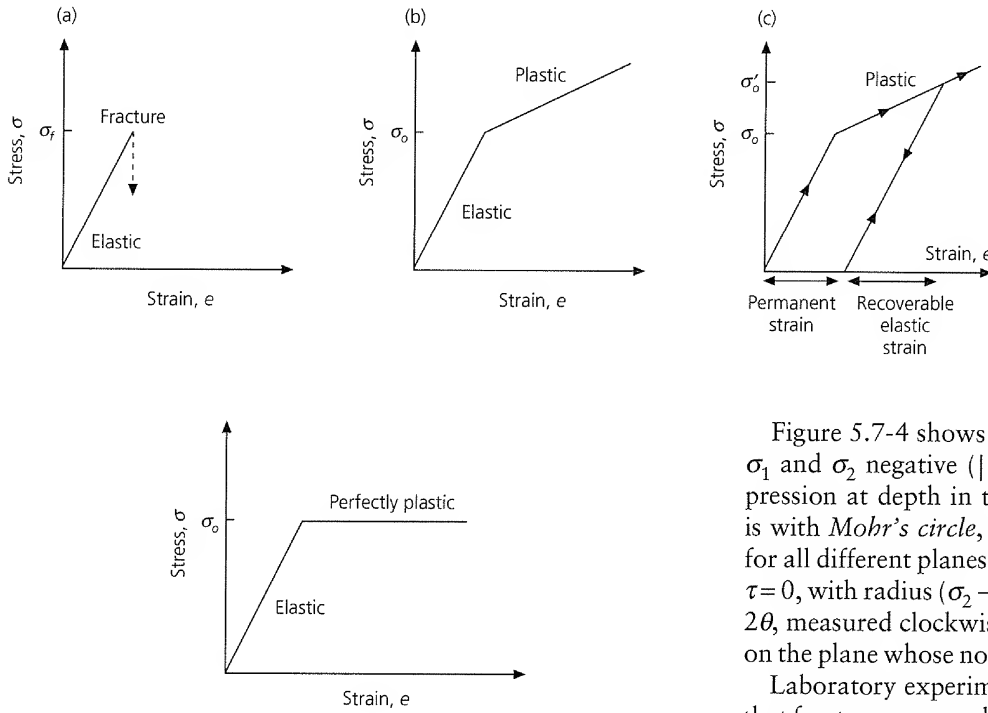 (a)
Stress, σ
σf
Fracture
Elastic
Strain, e
(b)
Stress, σ
σo
Plastic
Elastic
Strain, e
(c)
Stress, σ
σ′o
σo
Plastic
Strain, e
Permanent
strain
Recoverable
elastic
strain
Stress, σ
σo
Perfectly plastic
Elastic
Strain, e
Figure 5.7-4 shows
σ1 and σ2 negative (|
pression at depth in t
is with Mohr's circle,
for all different planes
τ= 0, with radius (σ2 –
2θ, measured clockwis
on the plane whose no
Laboratory experim